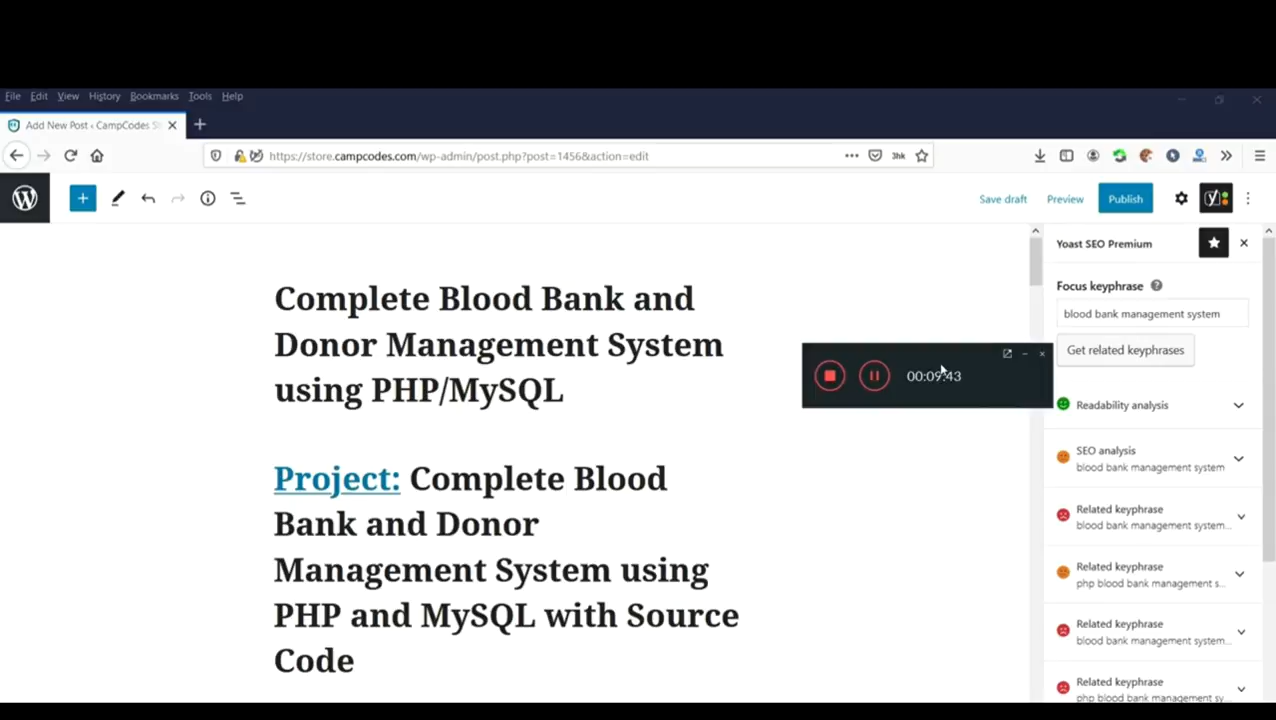 File Edit View History Bookmarks Tools Help
Add New Post ‹ CampCodes
https://store.campcodes.com/wp-admin/post.php?post=1456&action=edit
3hk
Save draft Preview Publish
Yoast SEO Premium
Focus keyphrase
blood bank management system
Get related keyphrases
Complete Blood Bank and
Donor Management System
using PHP/MySQL
00:09:43
Readability analysis
SEO analysis
blood bank management system
Project: Complete Blood
Bank and Donor
Management System using
PHP and MySQL with Source
Code
Related keyphrase
blood bank management system...
Related keyphrase
php blood bank management s...
Related keyphrase
blood bank management system...
Related keyphrase
php blood bank management sy